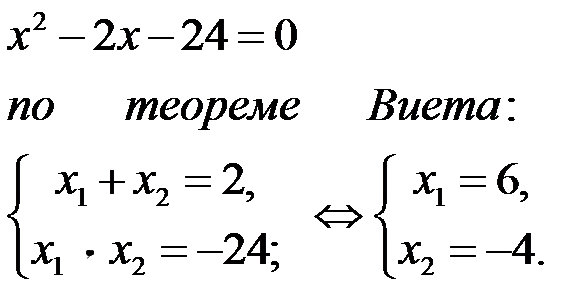 x² − 2x − 24 = 0
по теореме Виета:
{ x₁ + x₂ = 2, ⇔ { x₁ = 6,
x₁ · x₂ = −24; x₂ = −4.